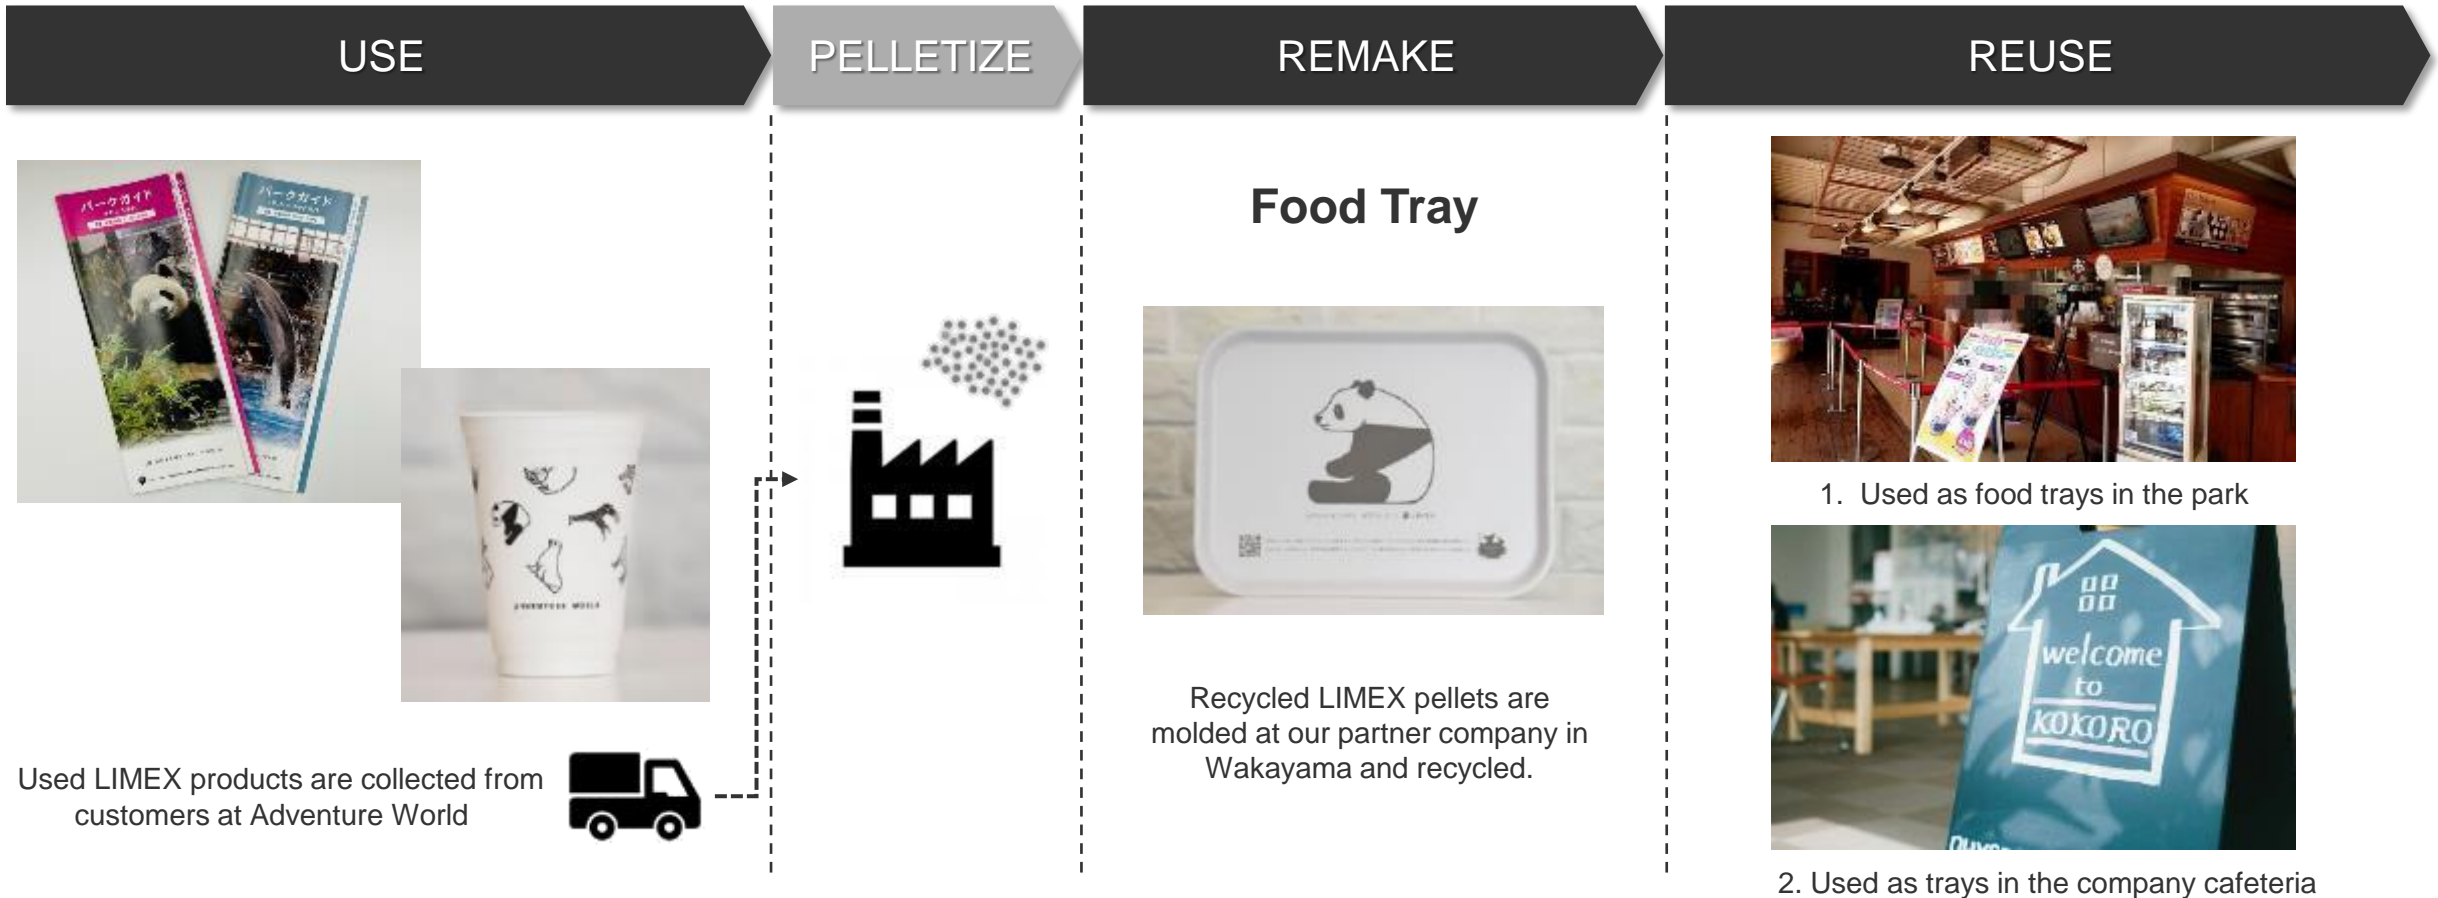 USE
PELLETIZE
REMAKE
REUSE
パークガイド
パークガイド
ADVENTURE WORLD
Used LIMEX products are collected from
customers at Adventure World
Food Tray
Recycled LIMEX pellets are
molded at our partner company in
Wakayama and recycled.
1. Used as food trays in the park
welcome
to
KOKORO
2. Used as trays in the company cafeteria